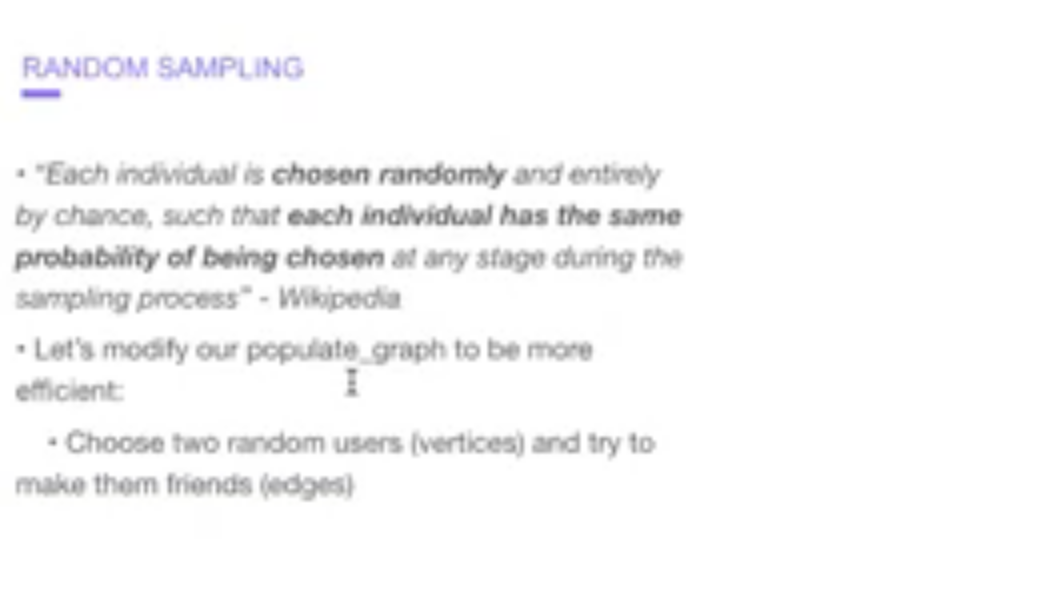 RANDOM SAMPLING
• "Each individual is chosen randomly and entirely
by chance, such that each individual has the same
probability of being chosen at any stage during the
sampling process" - Wikipedia
• Let's modify our populate_graph to be more
efficient:
• Choose two random users (vertices) and try to
make them friends (edges)